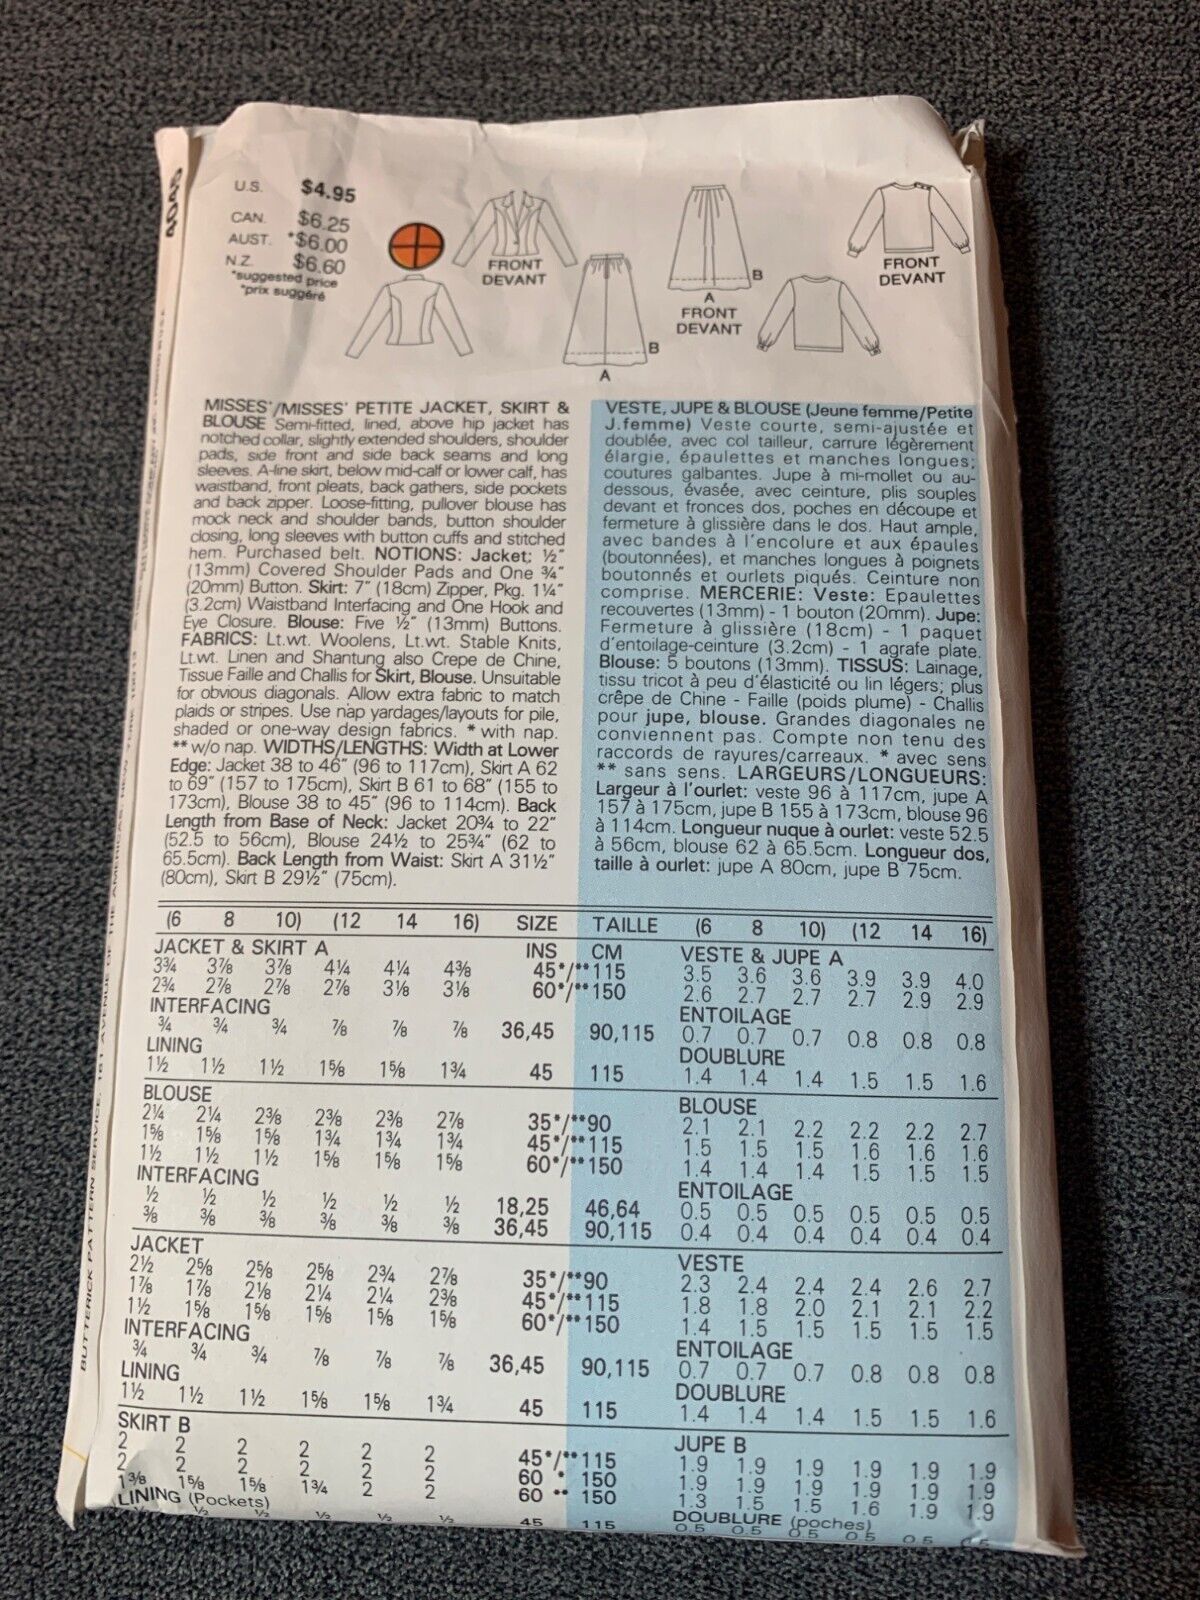 4045
U.S. $4.95
CAN. $6.25
AUST. *$6.00
N.Z. $6.60
*suggested price
*prix suggéré
FRONT
DEVANT
B
A
B
A
FRONT
DEVANT
FRONT
DEVANT
MISSES'/MISSES' PETITE JACKET, SKIRT &
BLOUSE Semi-fitted, lined, above hip jacket has
notched collar, slightly extended shoulders, shoulder
pads, side front and side back seams and long
sleeves. A-line skirt, below mid-calf or lower calf, has
waistband, front pleats, back gathers, side pockets
and back zipper. Loose-fitting, pullover blouse has
mock neck and shoulder bands, button shoulder
closing, long sleeves with button cuffs and stitched
hem. Purchased belt. NOTIONS: Jacket; ½"
(13mm) Covered Shoulder Pads and One ¾"
(20mm) Button. Skirt: 7" (18cm) Zipper, Pkg. 1¼"
(3.2cm) Waistband Interfacing and One Hook and
Eye Closure. Blouse: Five ½" (13mm) Buttons.
FABRICS: Lt.wt. Woolens, Lt.wt. Stable Knits,
Lt.wt. Linen and Shantung also Crepe de Chine,
Tissue Faille and Challis for Skirt, Blouse. Unsuitable
for obvious diagonals. Allow extra fabric to match
plaids or stripes. Use nap yardages/layouts for pile,
shaded or one-way design fabrics. * with nap.
** w/o nap. WIDTHS/LENGTHS: Width at Lower
Edge: Jacket 38 to 46" (96 to 117cm), Skirt A 62
to 69" (157 to 175cm), Skirt B 61 to 68" (155 to
173cm), Blouse 38 to 45" (96 to 114cm). Back
Length from Base of Neck: Jacket 20¾ to 22"
(52.5 to 56cm), Blouse 24½ to 25¾" (62 to
65.5cm). Back Length from Waist: Skirt A 31½"
(80cm), Skirt B 29½" (75cm).
VESTE, JUPE & BLOUSE (Jeune femme/Petite
J.femme) Veste courte, semi-ajustée et
doublée, avec col tailleur, carrure légèrement
élargie, épaulettes et manches longues;
coutures galbantes. Jupe à mi-mollet ou au-
dessous, évasée, avec ceinture, plis souples
devant et fronces dos, poches en découpe et
fermeture à glissière dans le dos. Haut ample,
avec bandes à l'encolure et aux épaules
(boutonnées), et manches longues à poignets
boutonnés et ourlets piqués. Ceinture non
comprise. MERCERIE: Veste: Epaulettes
recouvertes (13mm) - 1 bouton (20mm). Jupe:
Fermeture à glissière (18cm) - 1 paquet
d'entoilage-ceinture (3.2cm) - 1 agrafe plate.
Blouse: 5 boutons (13mm). TISSUS: Lainage,
tissu tricot à peu d'élasticité ou lin légers; plus
crêpe de Chine - Faille (poids plume) - Challis
pour jupe, blouse. Grandes diagonales ne
conviennent pas. Compte non tenu des
raccords de rayures/carreaux. * avec sens
** sans sens. LARGEURS/LONGUEURS:
Largeur à l'ourlet: veste 96 à 117cm, jupe A
157 à 175cm, jupe B 155 à 173cm, blouse 96
à 114cm. Longueur nuque à ourlet: veste 52.5
à 56cm, blouse 62 à 65.5cm. Longueur dos,
taille à ourlet: jupe A 80cm, jupe B 75cm.
(6 8 10) (12 14 16) SIZE TAILLE (6 8 10) (12 14 16)
JACKET & SKIRT A INS CM VESTE & JUPE A
3¾ 3⅞ 3⅞ 4¼ 4¼ 4⅜ 45*/**115 3.5 3.6 3.6 3.9 3.9 4.0
2¾ 2⅞ 2⅞ 2⅞ 3⅛ 3⅛ 60*/**150 2.6 2.7 2.7 2.7 2.9 2.9
INTERFACING ENTOILAGE
¾ ¾ ¾ ⅞ ⅞ ⅞ 36,45 90,115 0.7 0.7 0.7 0.8 0.8 0.8
LINING DOUBLURE
1½ 1½ 1½ 1⅝ 1⅝ 1¾ 45 115 1.4 1.4 1.4 1.5 1.5 1.6
BLOUSE BLOUSE
2¼ 2¼ 2⅜ 2⅜ 2⅜ 2⅞ 35*/**90 2.1 2.1 2.2 2.2 2.2 2.7
1⅝ 1⅝ 1⅝ 1¾ 1¾ 1¾ 45*/**115 1.5 1.5 1.5 1.6 1.6 1.6
1½ 1½ 1½ 1⅝ 1⅝ 1⅝ 60*/**150 1.4 1.4 1.4 1.5 1.5 1.5
INTERFACING ENTOILAGE
½ ½ ½ ½ ½ ½ 18,25 46,64 0.5 0.5 0.5 0.5 0.5 0.5
⅜ ⅜ ⅜ ⅜ ⅜ ⅜ 36,45 90,115 0.4 0.4 0.4 0.4 0.4 0.4
JACKET VESTE
2½ 2⅝ 2⅝ 2⅝ 2¾ 2⅞ 35*/**90 2.3 2.4 2.4 2.4 2.6 2.7
1⅞ 1⅞ 2⅛ 2¼ 2¼ 2⅜ 45*/**115 1.8 1.8 2.0 2.1 2.1 2.2
1½ 1⅝ 1⅝ 1⅝ 1⅝ 1⅝ 60*/**150 1.4 1.5 1.5 1.5 1.5 1.5
INTERFACING ENTOILAGE
¾ ¾ ¾ ⅞ ⅞ ⅞ 36,45 90,115 0.7 0.7 0.7 0.8 0.8 0.8
LINING DOUBLURE
1½ 1½ 1½ 1⅝ 1⅝ 1¾ 45 115 1.4 1.4 1.4 1.5 1.5 1.6
SKIRT B JUPE B
2 2 2 2 2 2 45*/**115 1.9 1.9 1.9 1.9 1.9 1.9
2 2 2 2 2 2 60 * 150 1.9 1.9 1.9 1.9 1.9 1.9
1⅜ 1⅝ 1⅝ 1¾ 2 2 60 ** 150 1.3 1.5 1.5 1.6 1.9 1.9
LINING (Pockets) DOUBLURE (poches)
½ ½ ½ ½ ½ ½ 45 115 0.5 0.5 0.5 0.5 0.5 0.5
BUTTERICK PATTERN SERVICE, 161 AVENUE OF THE AMERICAS, NEW YORK